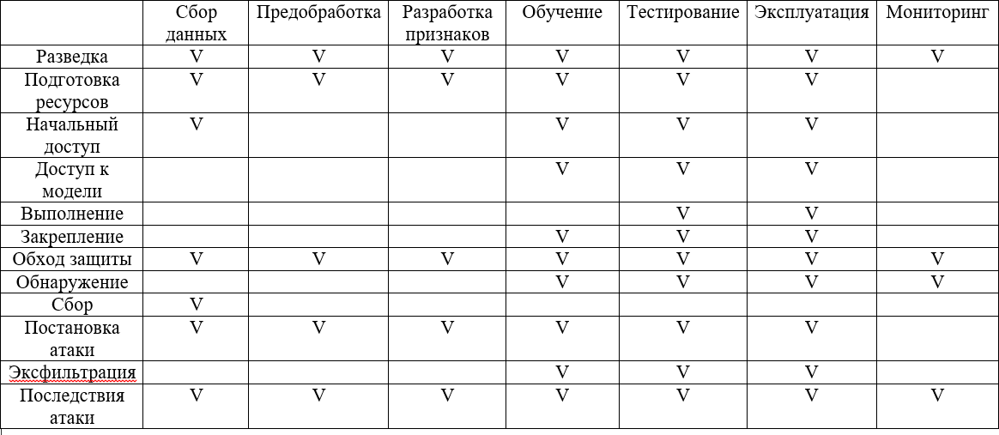 Сбор данных Предобработка Разработка признаков Обучение Тестирование Эксплуатация Мониторинг
Разведка V V V V V V V
Подготовка ресурсов V V V V V V
Начальный доступ V V V V
Доступ к модели V V V
Выполнение V V
Закрепление V V V
Обход защиты V V V V V V V
Обнаружение V V V V
Сбор V
Постановка атаки V V V V V V
Эксфильтрация V V V
Последствия атаки V V V V V V V